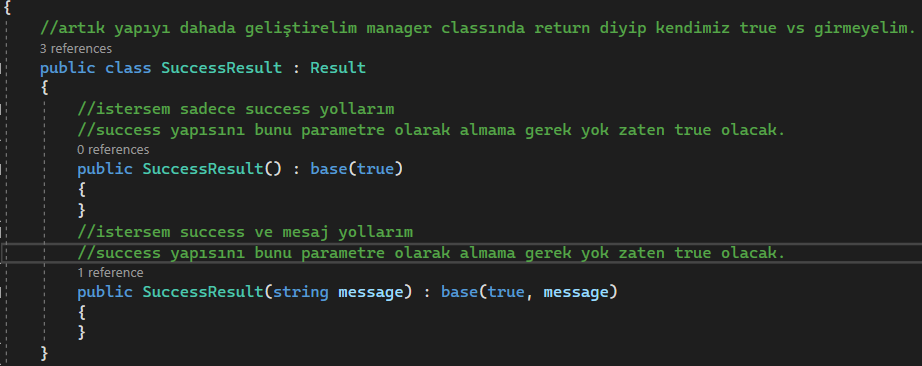 {
//artık yapıyı dahada geliştirelim manager classında return diyip kendimiz true vs girmeyelim.
3 references
public class SuccessResult : Result
{
//istersem sadece success yollarım
//success yapısını bunu parametre olarak almama gerek yok zaten true olacak.
0 references
public SuccessResult() : base(true)
{
}
//istersem success ve mesaj yollarım
//success yapısını bunu parametre olarak almama gerek yok zaten true olacak.
1 reference
public SuccessResult(string message) : base(true, message)
{
}
}